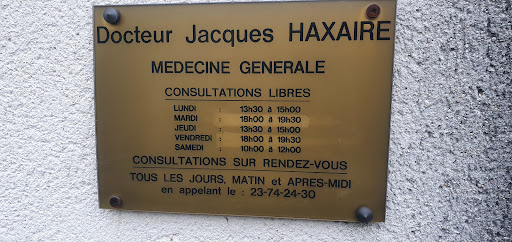 Docteur Jacques HAXAIRE
MEDECINE GENERALE
CONSULTATIONS LIBRES
LUNDI : 13h30 à 15h00
MARDI : 18h00 à 19h30
JEUDI : 13h30 à 15h00
VENDREDI : 18h00 à 19h30
SAMEDI : 10h00 à 12h00
CONSULTATIONS SUR RENDEZ-VOUS
TOUS LES JOURS, MATIN et APRES-MIDI
en appelant le : 23-74-24-30